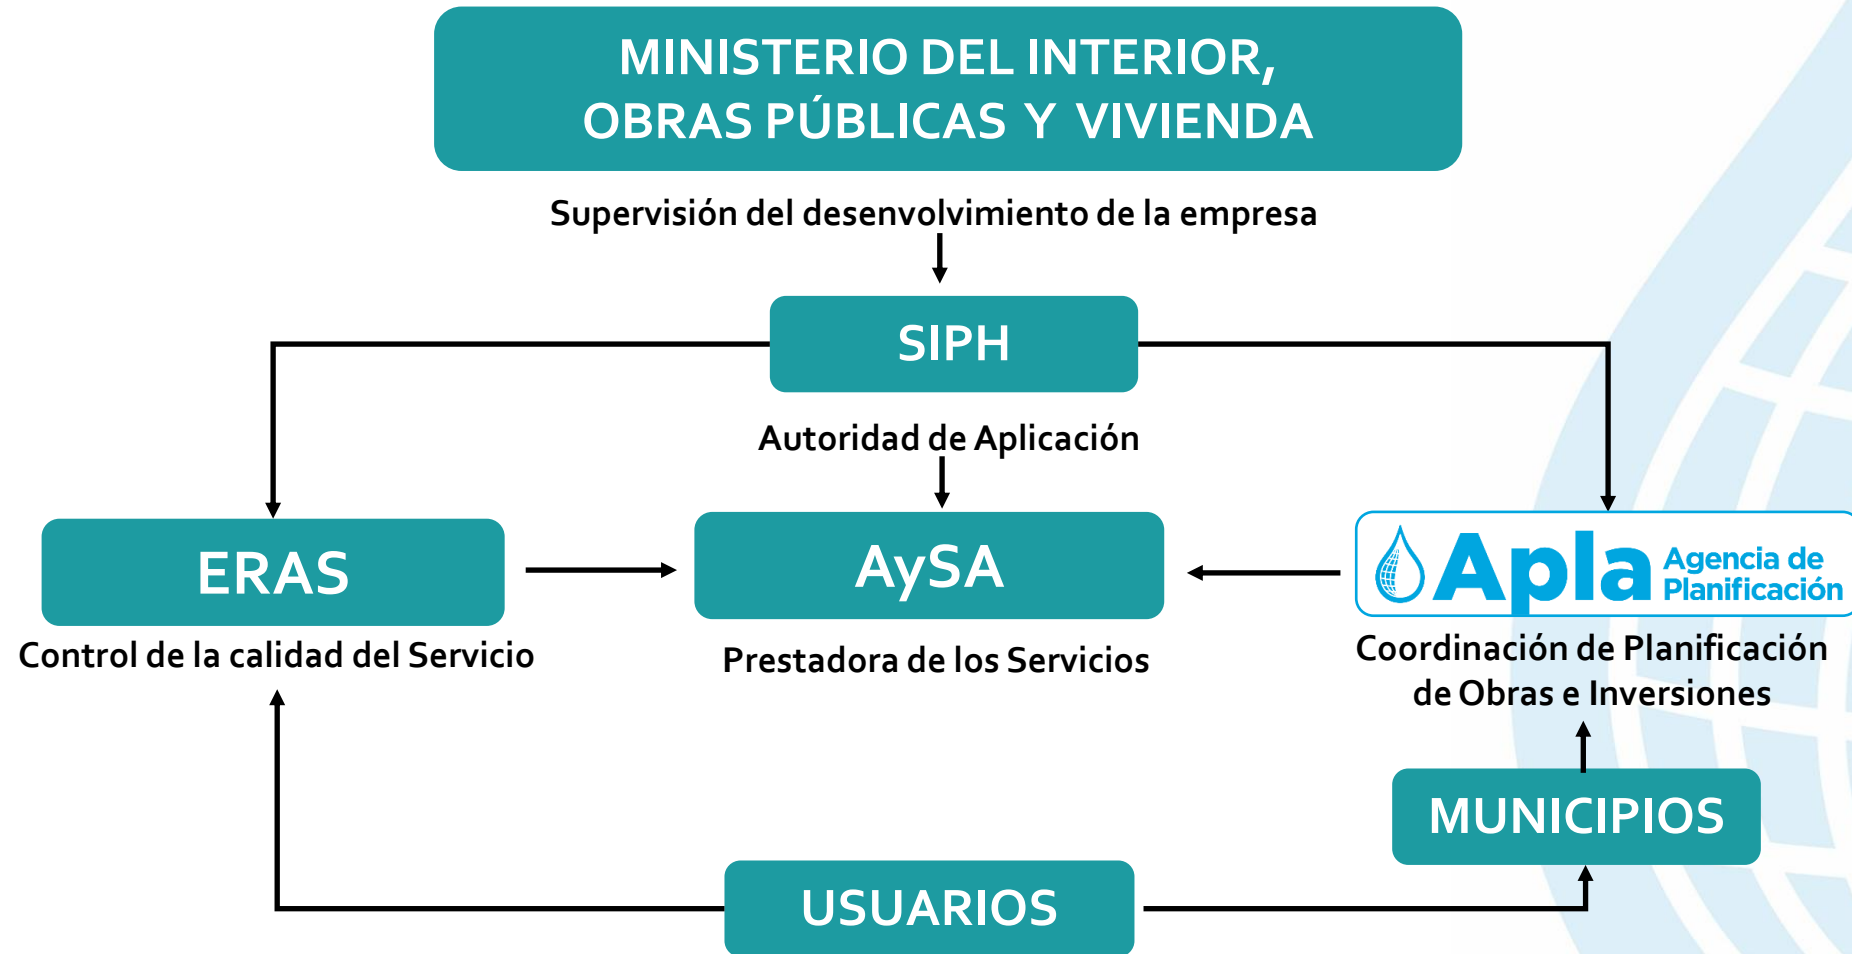 MINISTERIO DEL INTERIOR,
OBRAS PÚBLICAS Y VIVIENDA
Supervisión del desenvolvimiento de la empresa
SIPH
Autoridad de Aplicación
ERAS
AySA
Apla Agencia de
Planificación
Control de la calidad del Servicio
Prestadora de los Servicios
Coordinación de Planificación
de Obras e Inversiones
MUNICIPIOS
USUARIOS